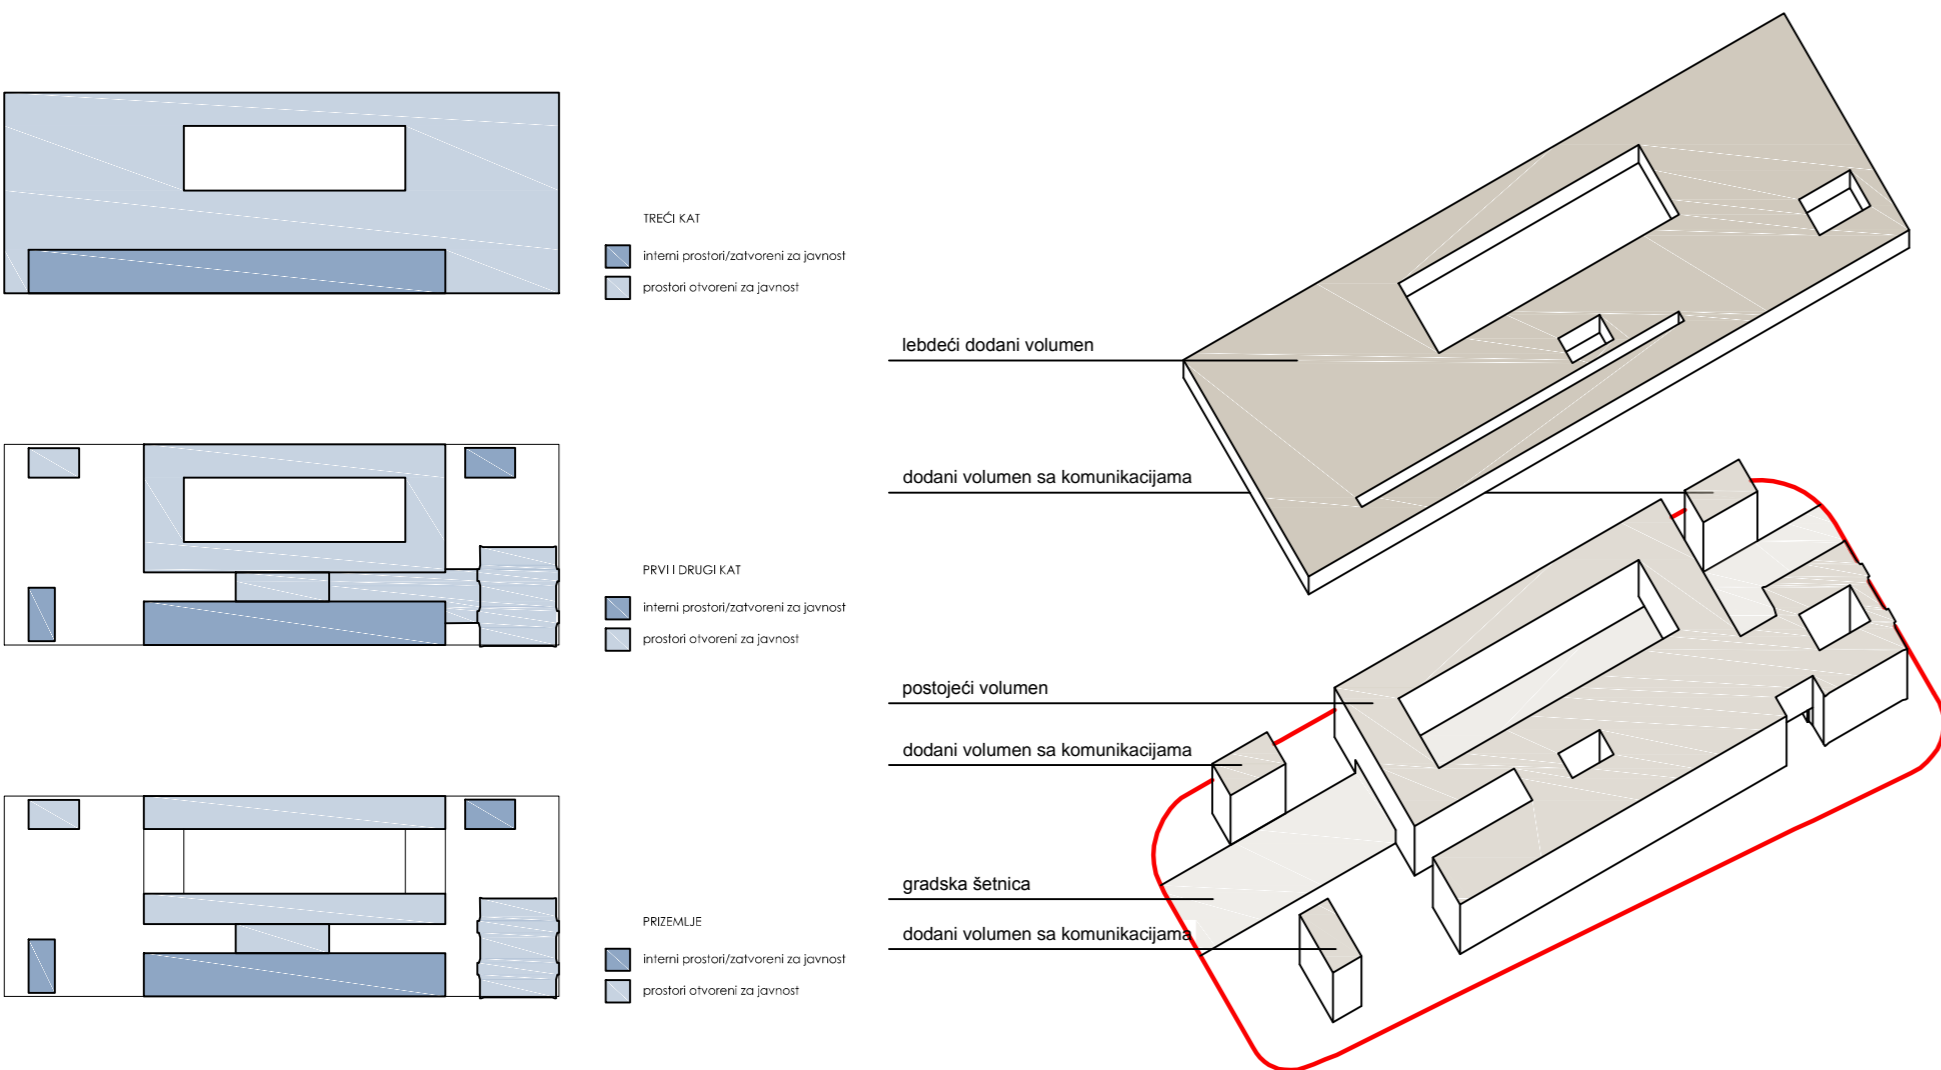 TREĆI KAT
interni prostori/zatvoreni za javnost
prostori otvoreni za javnost
PRVI I DRUGI KAT
interni prostori/zatvoreni za javnost
prostori otvoreni za javnost
PRIZEMLJE
interni prostori/zatvoreni za javnost
prostori otvoreni za javnost
lebdeći dodani volumen
dodani volumen sa komunikacijama
postojeći volumen
dodani volumen sa komunikacijama
gradska šetnica
dodani volumen sa komunikacijama